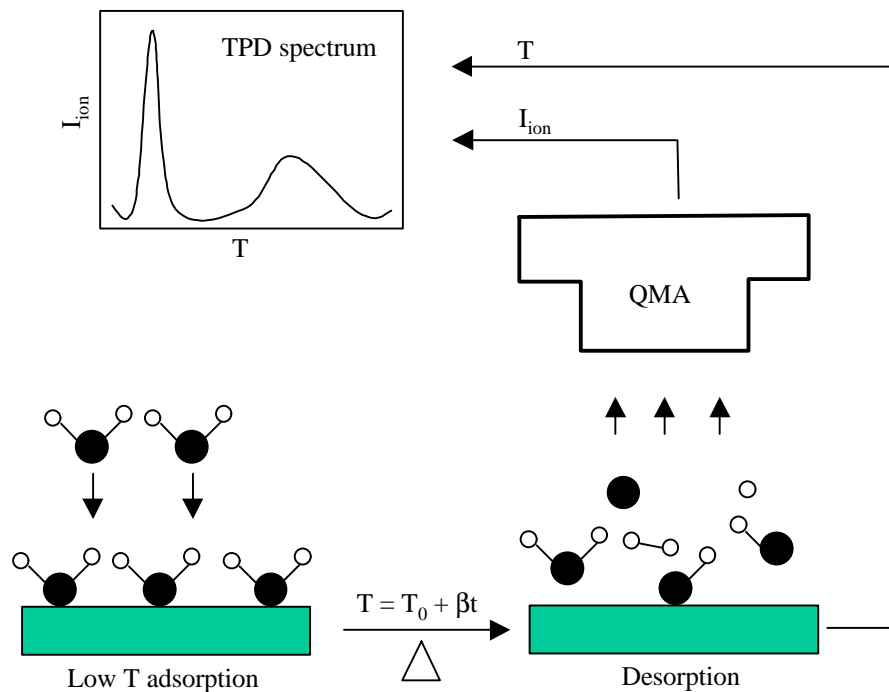 TPD spectrum
I_ion
T
T
I_ion
QMA
T = T_0 + βt
Low T adsorption
Desorption